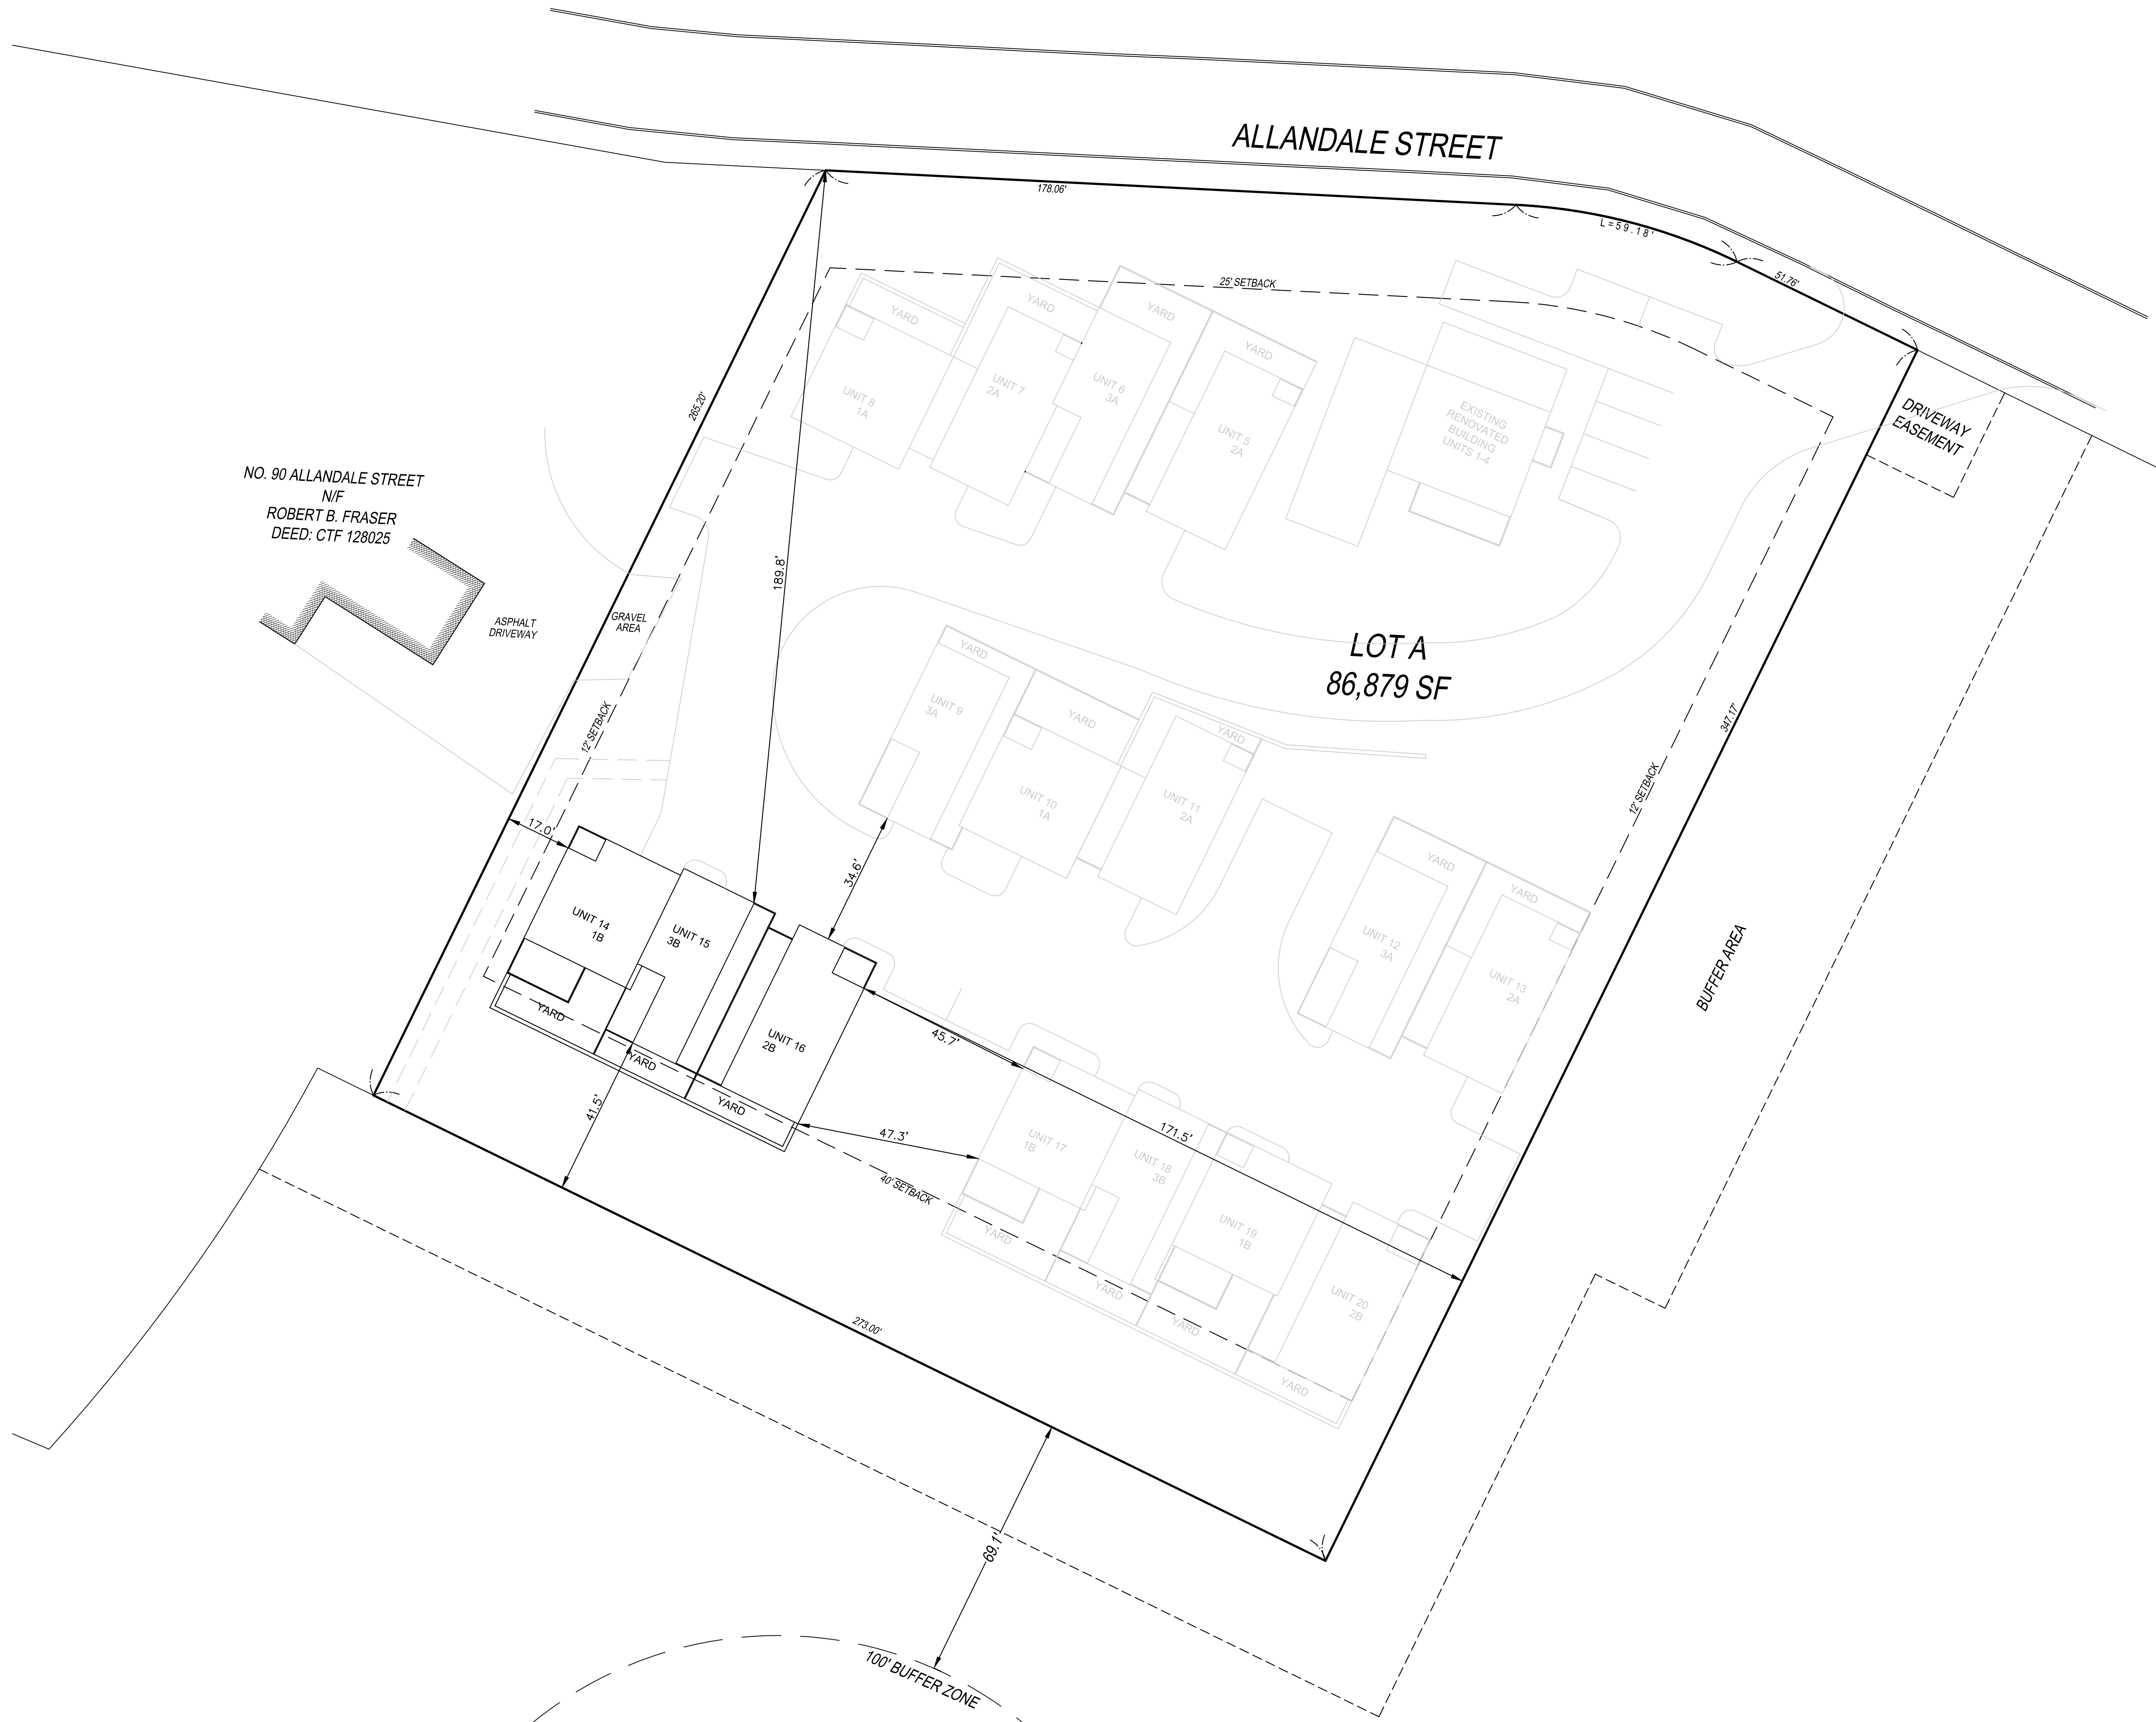 ALLANDALE STREET
178.06'
L=59.18'
51.76'
25' SETBACK
YARD
YARD
YARD
YARD
UNIT 8
1A
UNIT 7
2A
UNIT 6
3A
UNIT 5
2A
EXISTING
RENOVATED
BUILDING
UNITS 1-4
DRIVEWAY
EASEMENT
265.20'
NO. 90 ALLANDALE STREET
N/F
ROBERT B. FRASER
DEED: CTF 128025
ASPHALT
DRIVEWAY
GRAVEL
AREA
189.8'
LOT A
86,879 SF
12' SETBACK
347.17'
12' SETBACK
YARD
YARD
YARD
UNIT 9
3A
UNIT 10
1A
UNIT 11
2A
17.0'
34.6'
YARD
YARD
UNIT 12
3A
UNIT 13
2A
BUFFER AREA
UNIT 14
1B
UNIT 15
3B
UNIT 16
2B
YARD
YARD
YARD
41.5'
45.7'
47.3'
171.5'
40' SETBACK
UNIT 17
1B
UNIT 18
3B
UNIT 19
1B
UNIT 20
2B
YARD
YARD
YARD
YARD
273.00'
69.1'
100' BUFFER ZONE